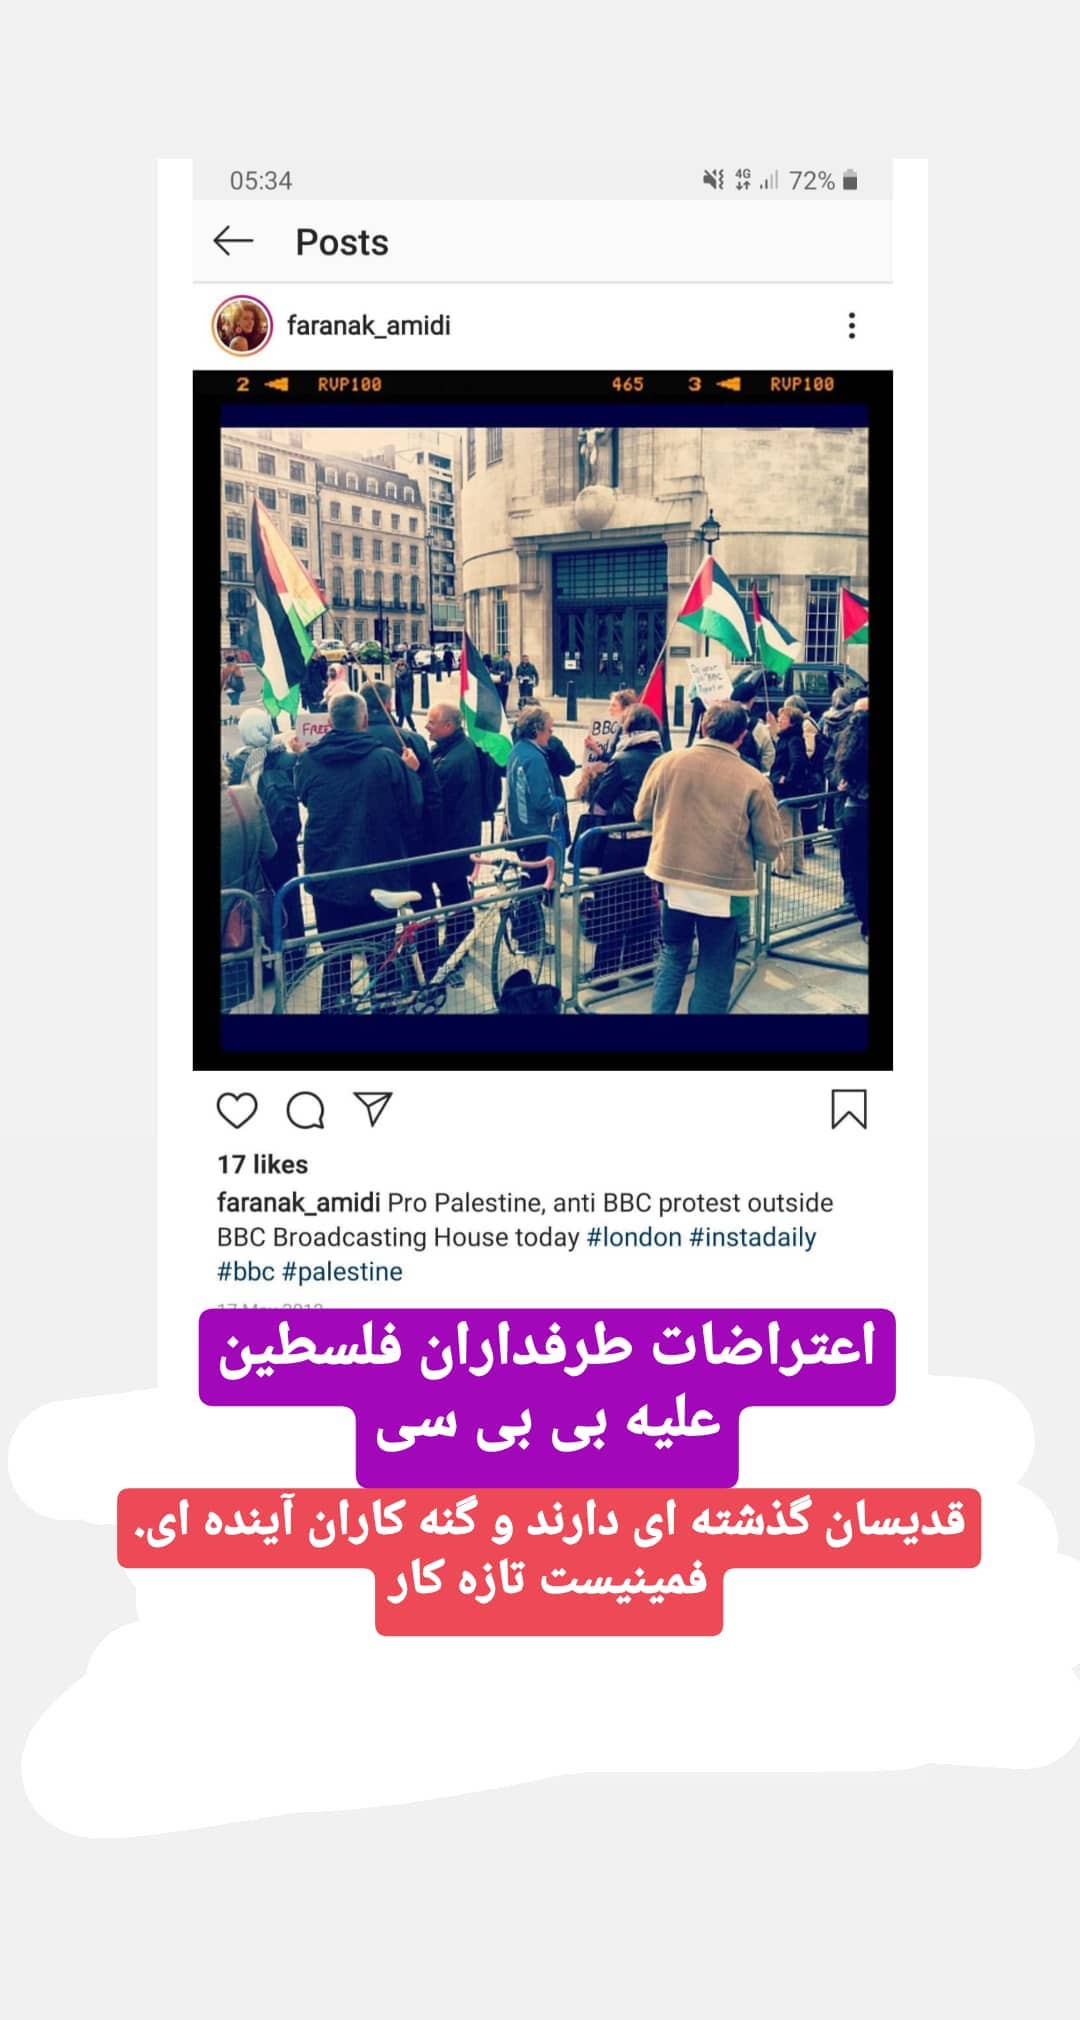 05:34
4G 72%
Posts
faranak_amidi
2 RVP100 465 3 RVP100
FREE
BBC
17 likes
faranak_amidi Pro Palestine, anti BBC protest outside
BBC Broadcasting House today #london #instadaily
#bbc #palestine
اعتراضات طرفداران فلسطین
علیه بی بی سی
قدیسان گذشته ای دارند و گنه کاران آینده ای.
فمینیست تازه کار